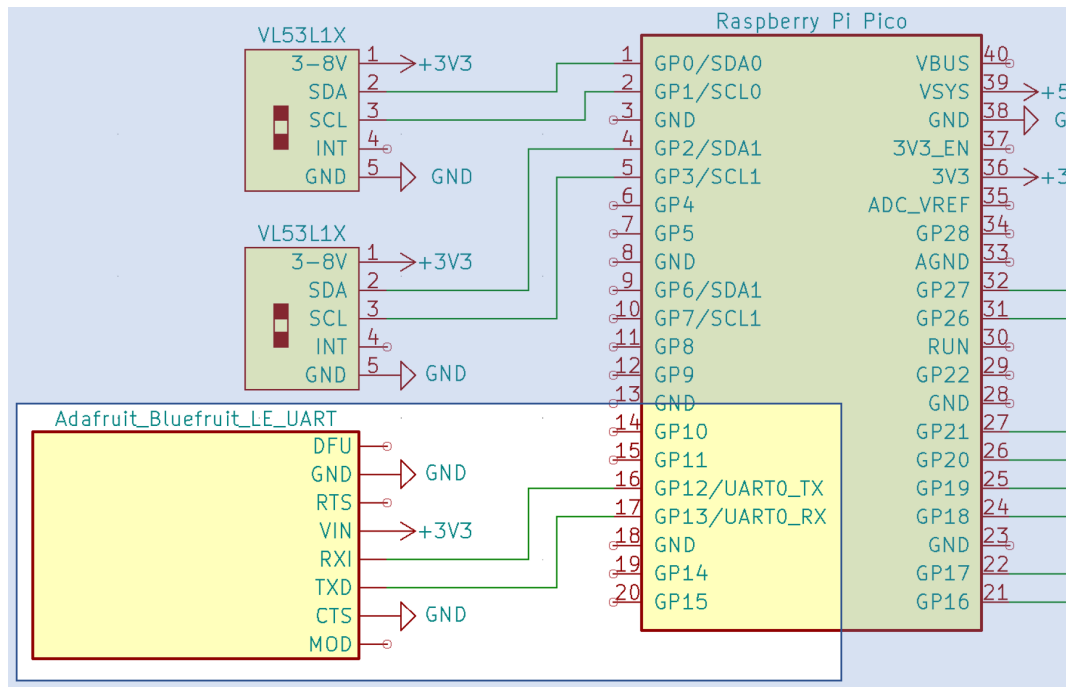 Raspberry Pi Pico
VL53L1X
3-8V 1 +3V3
SDA 2
SCL 3
INT 4
GND 5 GND
VL53L1X
3-8V 1 +3V3
SDA 2
SCL 3
INT 4
GND 5 GND
Adafruit_Bluefruit_LE_UART
DFU
GND GND
RTS
VIN +3V3
RXI
TXD
CTS GND
MOD
1 GP0/SDA0
2 GP1/SCL0
3 GND
4 GP2/SDA1
5 GP3/SCL1
6 GP4
7 GP5
8 GND
9 GP6/SDA1
10 GP7/SCL1
11 GP8
12 GP9
13 GND
14 GP10
15 GP11
16 GP12/UART0_TX
17 GP13/UART0_RX
18 GND
19 GP14
20 GP15
VBUS 40
VSYS 39 +5
GND 38 G
3V3_EN 37
3V3 36 +3
ADC_VREF 35
GP28 34
AGND 33
GP27 32
GP26 31
RUN 30
GP22 29
GND 28
GP21 27
GP20 26
GP19 25
GP18 24
GND 23
GP17 22
GP16 21